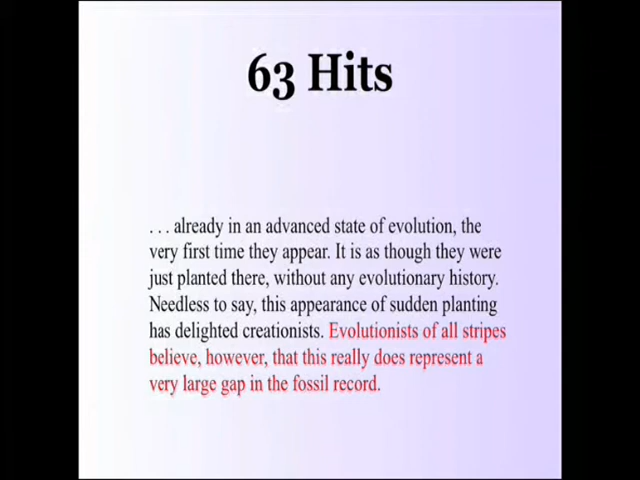 63 Hits
. . . already in an advanced state of evolution, the
very first time they appear. It is as though they were
just planted there, without any evolutionary history.
Needless to say, this appearance of sudden planting
has delighted creationists. Evolutionists of all stripes
believe, however, that this really does represent a
very large gap in the fossil record.